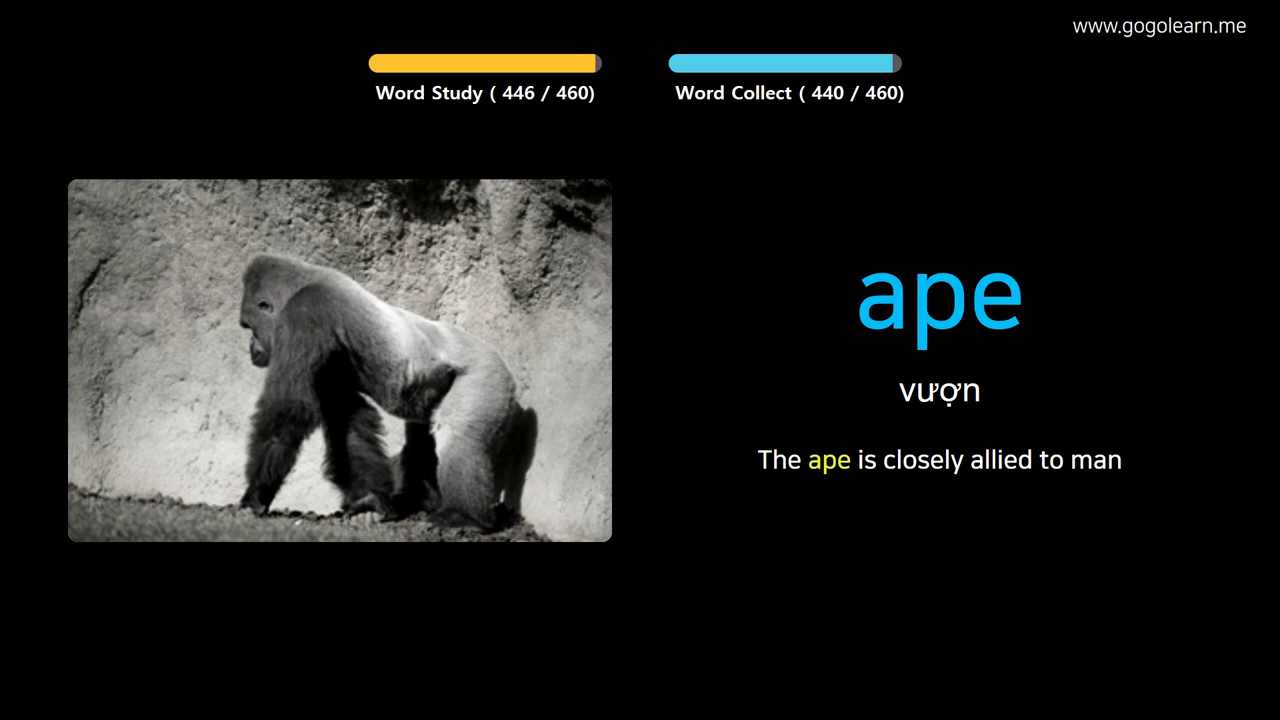 www.gogolearn.me
Word Study ( 446 / 460)
Word Collect ( 440 / 460)
ape
vượn
The ape is closely allied to man